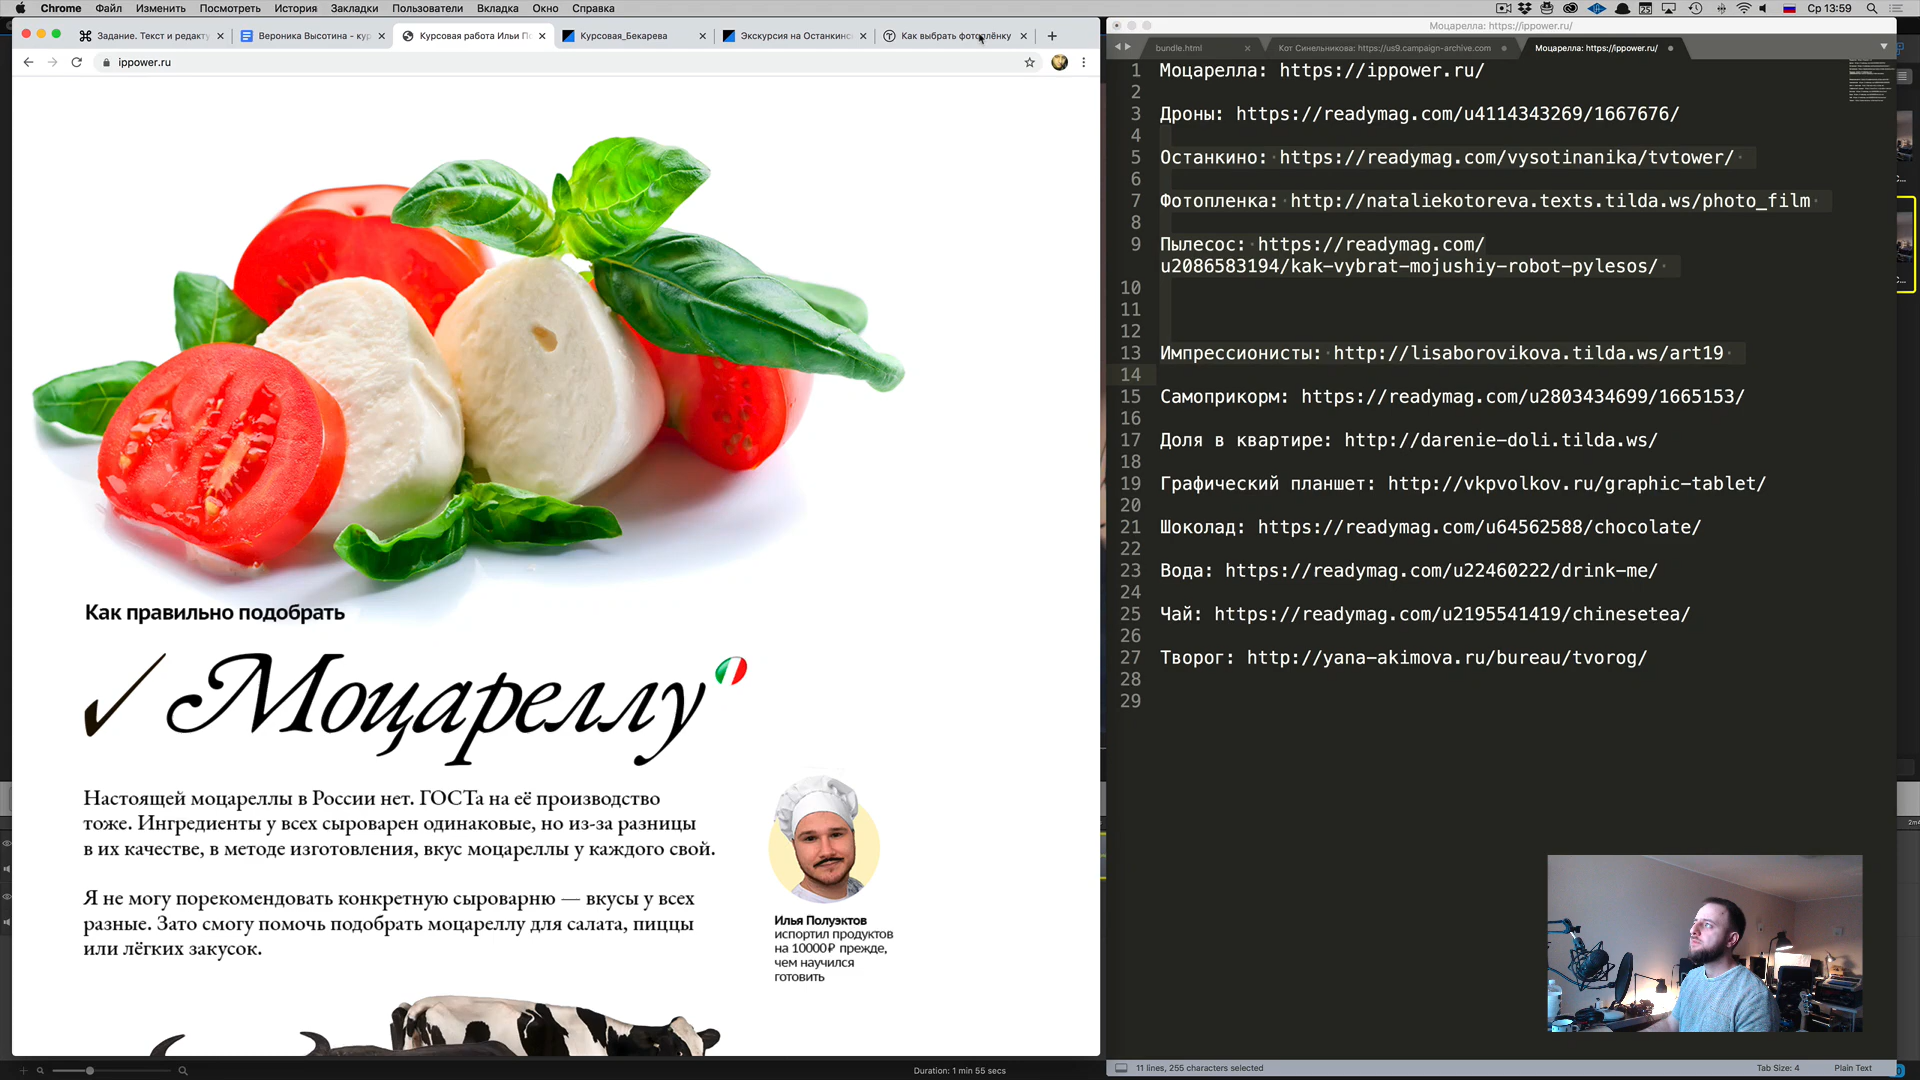 Chrome Файл Изменить Посмотреть История Закладки Пользователи Вкладка Окно Справка
Ср 13:59
Задание. Текст и редакту
Вероника Высотина - кур
Курсовая работа Ильи По
Курсовая_Бекарева
Экскурсия на Останкинс
Как выбрать фотоплёнку
ippower.ru
Как правильно подобрать
Моцареллу
Настоящей моцареллы в России нет. ГОСТа на её производство
тоже. Ингредиенты у всех сыроварен одинаковые, но из-за разницы
в их качестве, в методе изготовления, вкус моцареллы у каждого свой.
Я не могу порекомендовать конкретную сыроварню — вкусы у всех
разные. Зато смогу помочь подобрать моцареллу для салата, пиццы
или лёгких закусок.
Илья Полуэктов
испортил продуктов
на 10000₽ прежде,
чем научился
готовить
Duration: 1 min 55 secs
Моцарелла: https://ippower.ru/
bundle.html
Кот Синельникова: https://us9.campaign-archive.com
Моцарелла: https://ippower.ru/
1 Моцарелла: https://ippower.ru/
2
3 Дроны: https://readymag.com/u4114343269/1667676/
4
5 Останкино: https://readymag.com/vysotinanika/tvtower/
6
7 Фотопленка: http://nataliekotoreva.texts.tilda.ws/photo_film
8
9 Пылесос: https://readymag.com/
u2086583194/kak-vybrat-mojushiy-robot-pylesos/
10
11
12
13 Импрессионисты: http://lisaborovikova.tilda.ws/art19
14
15 Самоприкорм: https://readymag.com/u2803434699/1665153/
16
17 Доля в квартире: http://darenie-doli.tilda.ws/
18
19 Графический планшет: http://vkpvolkov.ru/graphic-tablet/
20
21 Шоколад: https://readymag.com/u64562588/chocolate/
22
23 Вода: https://readymag.com/u22460222/drink-me/
24
25 Чай: https://readymag.com/u2195541419/chinesetea/
26
27 Творог: http://yana-akimova.ru/bureau/tvorog/
28
29
11 lines, 255 characters selected
Tab Size: 4
Plain Text